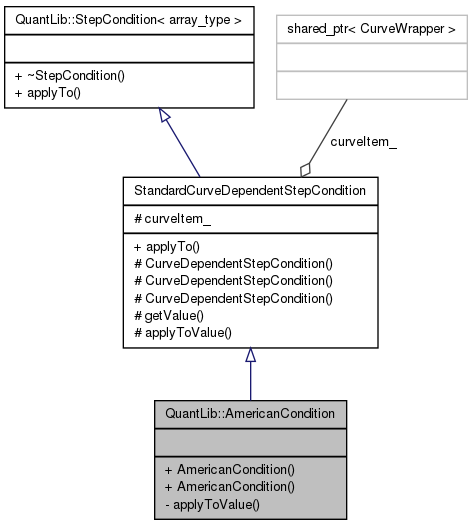 QuantLib::StepCondition< array_type >
+ ~StepCondition()
+ applyTo()
shared_ptr< CurveWrapper >
curveItem_
StandardCurveDependentStepCondition
# curveItem_
+ applyTo()
# CurveDependentStepCondition()
# CurveDependentStepCondition()
# CurveDependentStepCondition()
# getValue()
# applyToValue()
QuantLib::AmericanCondition
+ AmericanCondition()
+ AmericanCondition()
- applyToValue()